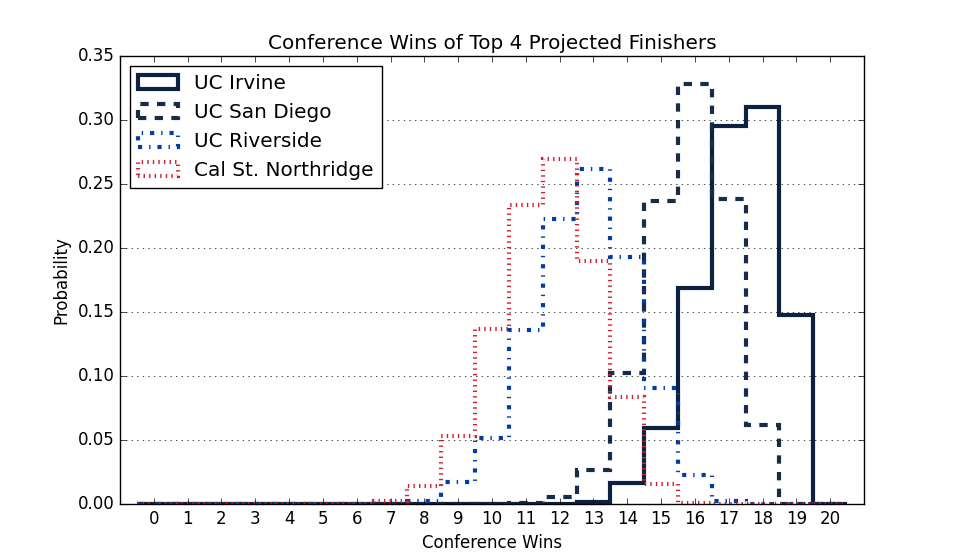 Conference Wins of Top 4 Projected Finishers
0.35
0.30
0.25
0.20
0.15
0.10
0.05
0.00
Probability
UC Irvine
UC San Diego
UC Riverside
Cal St. Northridge
0 1 2 3 4 5 6 7 8 9 10 11 12 13 14 15 16 17 18 19 20
Conference Wins